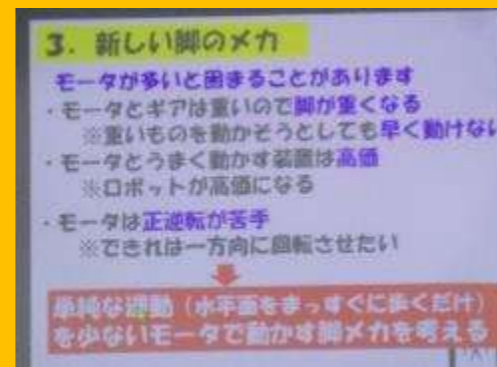 3. 新しい脚のメカ
モータが多いと困まることがあります
・モータとギアは重いので脚が重くなる
※重いものを動かそうとしても早く動けない
・モータとうまく動かす装置は高価
※ロボットが高価になる
・モータは正逆転が苦手
※できれは一方向に回転させたい
単純な運動（水平面をまっすぐに歩くだけ）
を少ないモータで動かす脚メカを考える